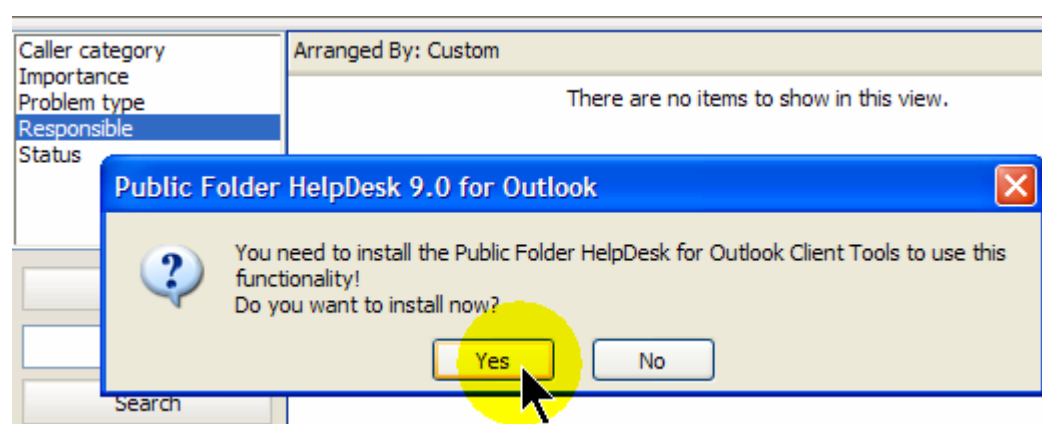 Caller category
Importance
Problem type
Responsible
Status
Arranged By: Custom
There are no items to show in this view.
Public Folder HelpDesk 9.0 for Outlook
You need to install the Public Folder HelpDesk for Outlook Client Tools to use this
functionality!
Do you want to install now?
Yes
No
Search